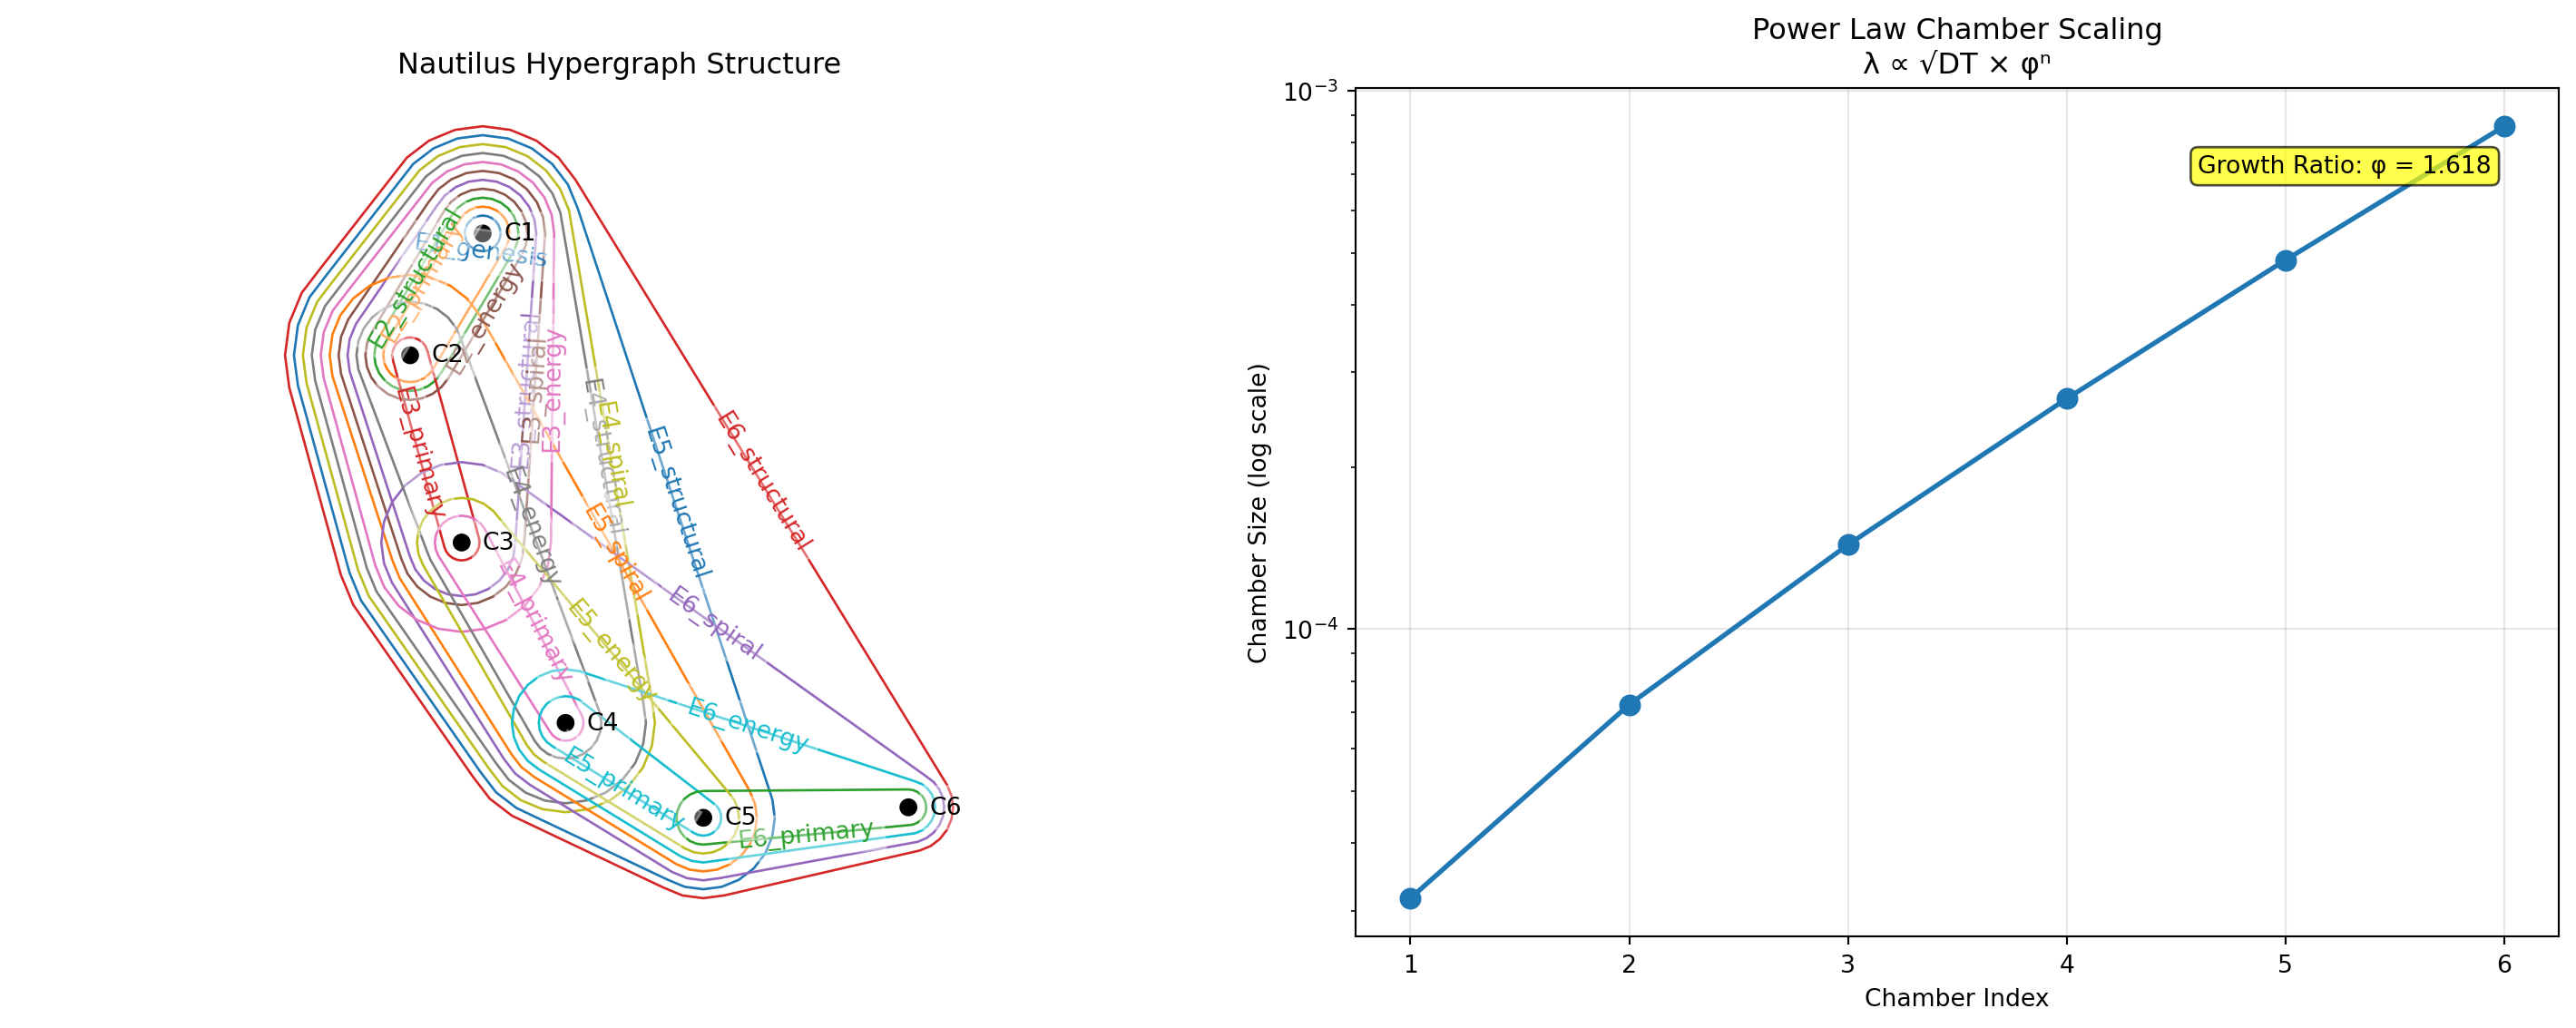 Nautilus Hypergraph Structure
C1
E_genesis
E2_structural
E2_primary
E2_energy
C2
E3_primary
E3_structural
E3_spiral
E3_energy
E4_structural
E4_spiral
E4_energy
E5_structural
E6_structural
E5_spiral
C3
E4_primary
E5_energy
E6_spiral
C4
E6_energy
E5_primary
C5
C6
E6_primary
Power Law Chamber Scaling
λ ∝ √DT × φⁿ
Growth Ratio: φ = 1.618
10⁻³
10⁻⁴
Chamber Size (log scale)
1 2 3 4 5 6
Chamber Index